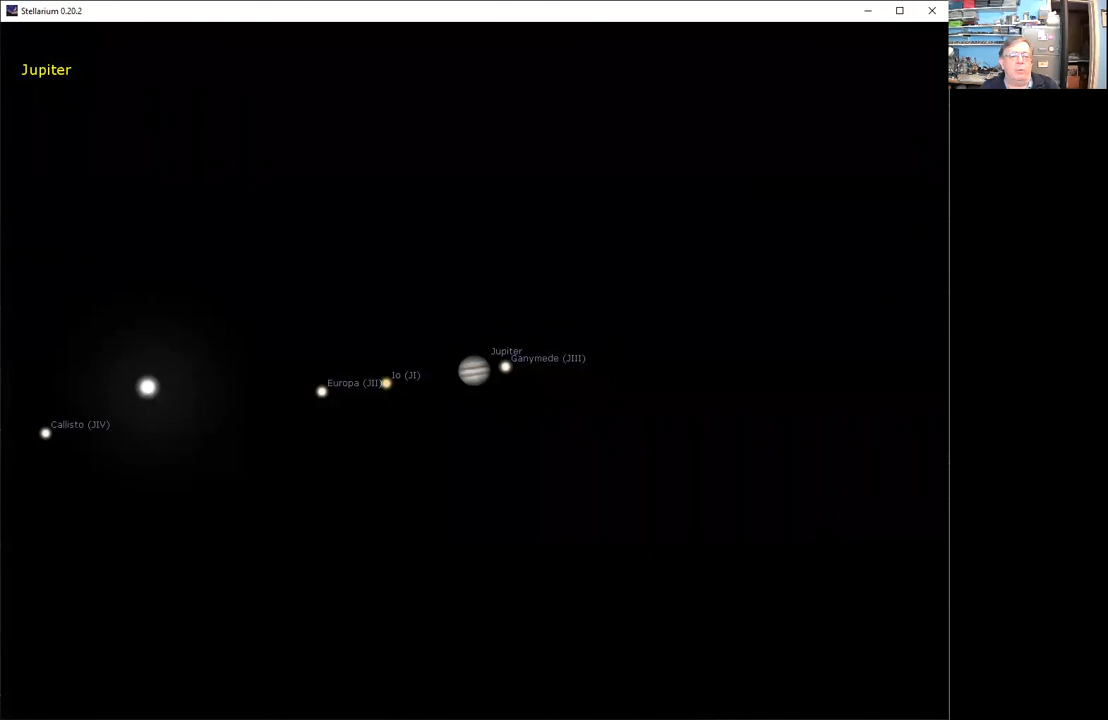 Stellarium 0.20.2
Jupiter
Jupiter
Ganymede (JIII)
Io (JI)
Europa (JII)
Callisto (JIV)